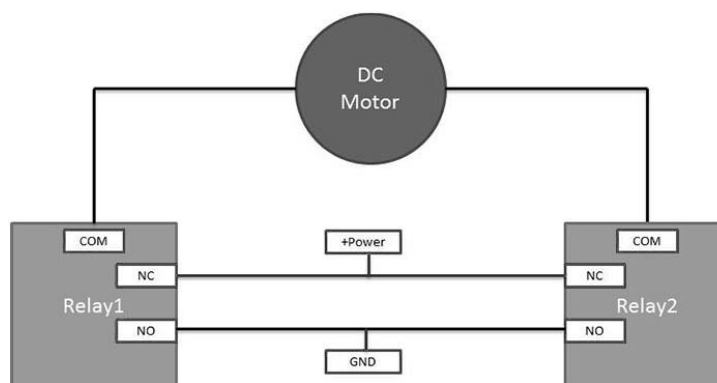 DC
Motor
COM
+Power
COM
NC
NC
Relay1
Relay2
NO
NO
GND